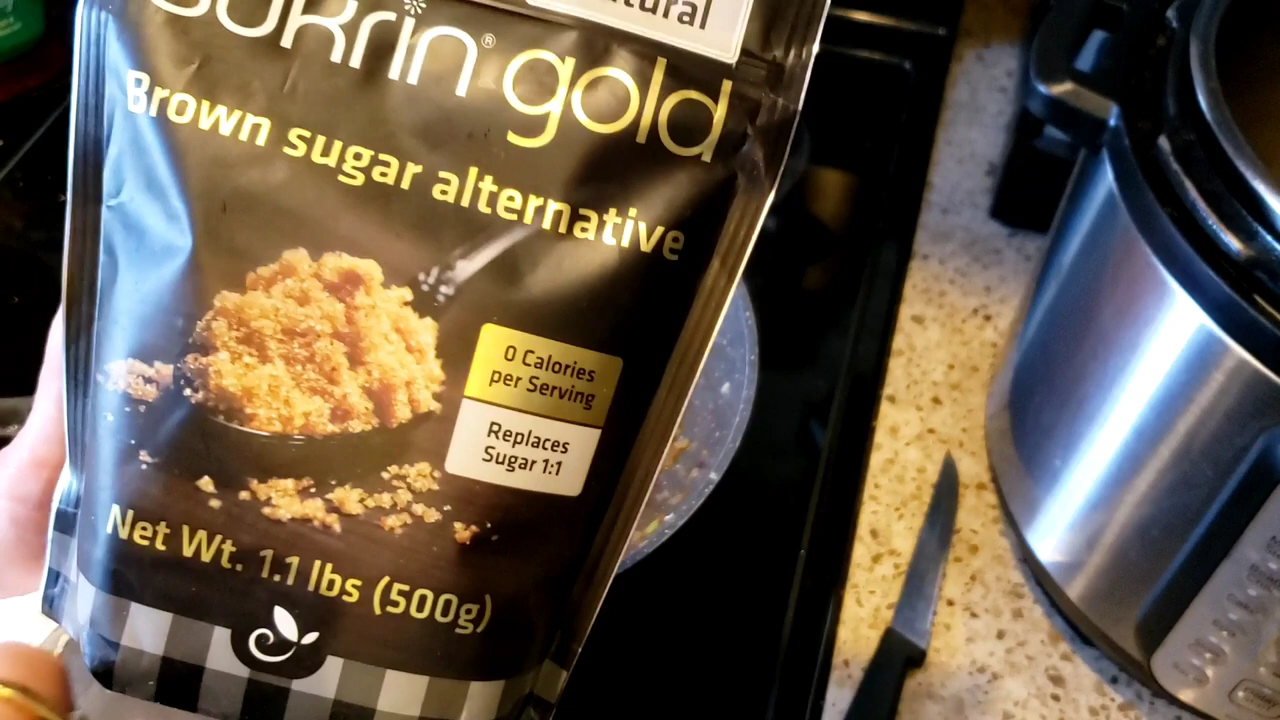 sukrin® gold
Brown sugar alternative
0 Calories
per Serving
Replaces
Sugar 1:1
Net Wt. 1.1 lbs (500g)